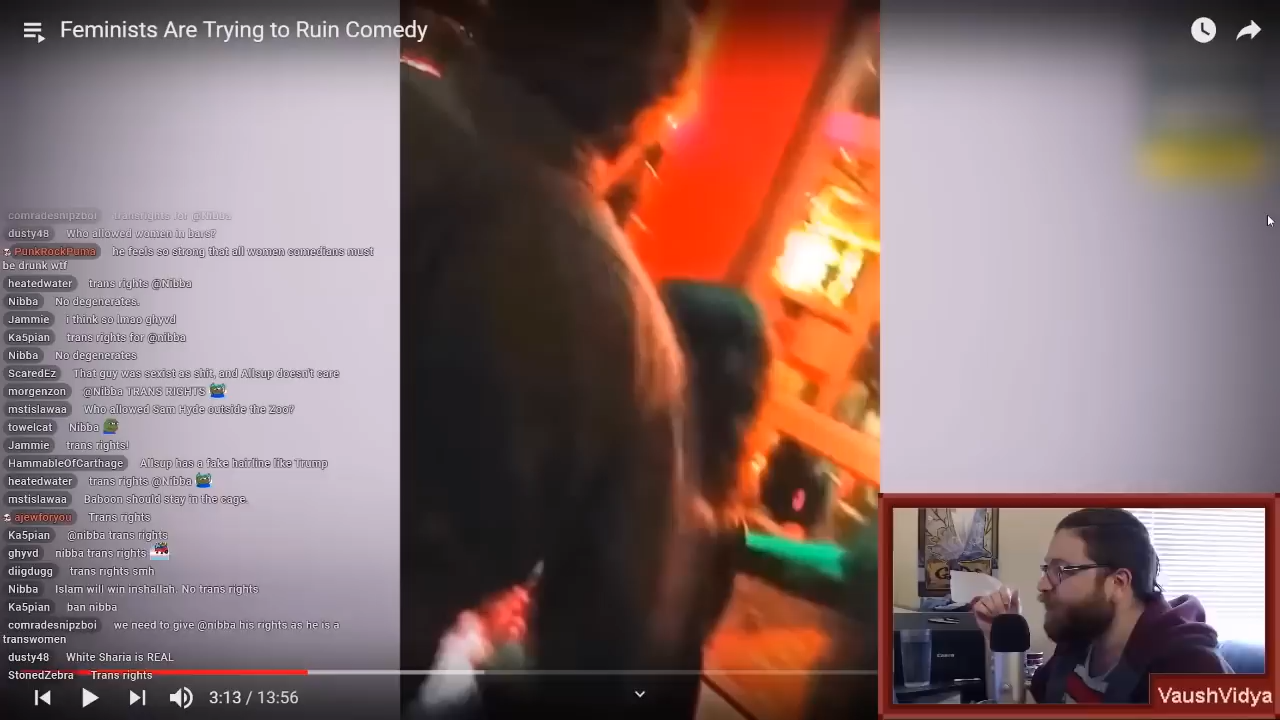 Feminists Are Trying to Ruin Comedy
comradesnipzboi trans rights for @Nibba
dusty48 Who allowed women in bars?
PunkRockPuma he feels so strong that all women comedians must
be drunk wtf
heatedwater trans rights @Nibba
Nibba No degenerates.
Jammie i think so lmao ghyvd
Ka5pian trans rights for @nibba
Nibba No degenerates
ScaredEz That guy was sexist as shit, and Allsup doesn't care
morgenzon @Nibba TRANS RIGHTS
mstislawaa Who allowed Sam Hyde outside the Zoo?
towelcat Nibba
Jammie trans rights!
HammableOfCarthage Allsup has a fake hairline like Trump
heatedwater trans rights @Nibba
mstislawaa Baboon should stay in the cage.
ajewforyou Trans rights
Ka5pian @nibba trans rights
ghyvd nibba trans rights
diigdugg trans rights smh
Nibba Islam will win inshallah. No trans rights
Ka5pian ban nibba
comradesnipzboi we need to give @nibba his rights as he is a
transwomen
dusty48 White Sharia is REAL
StonedZebra Trans rights
3:13 / 13:56
Canon
VaushVidya